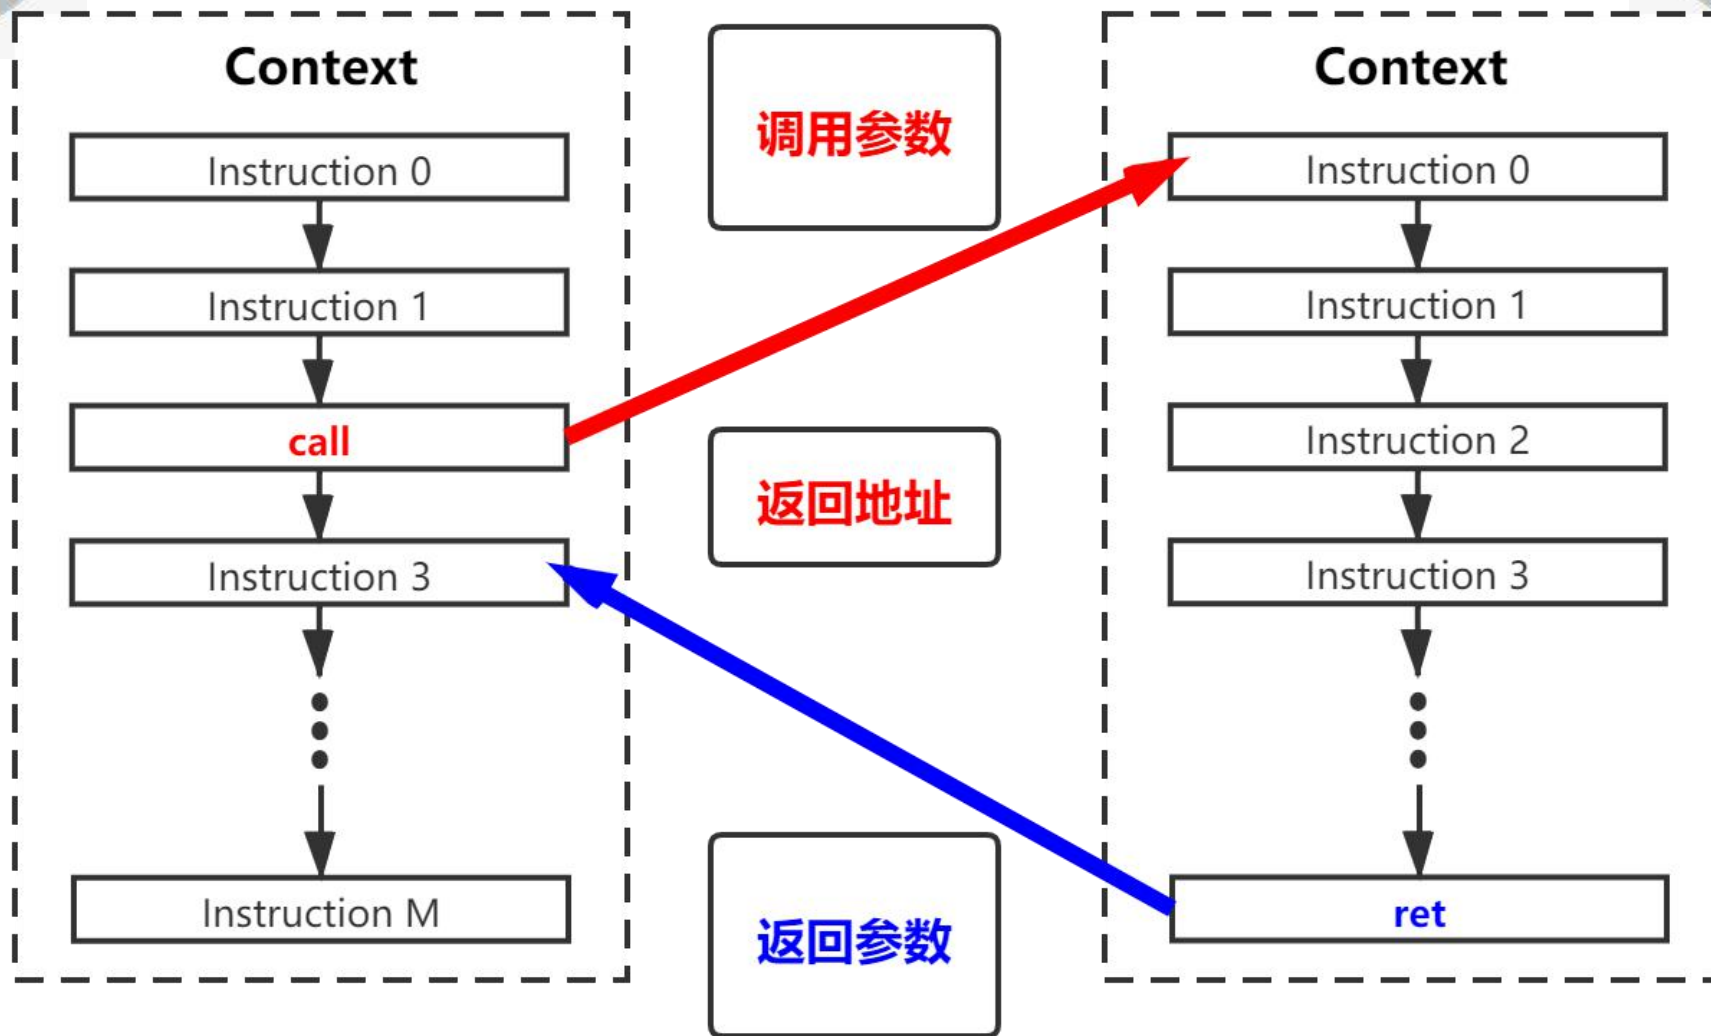 Context
Instruction 0
Instruction 1
call
Instruction 3
Instruction M
调用参数
返回地址
返回参数
Context
Instruction 0
Instruction 1
Instruction 2
Instruction 3
ret